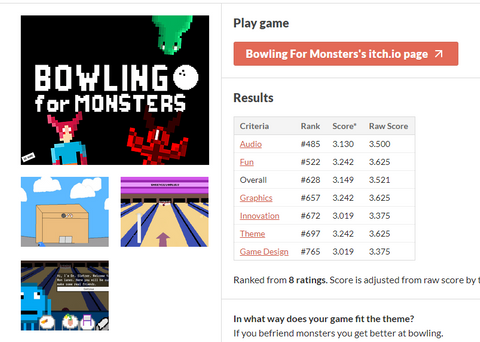 BOWLING
for MONSTERS
Play game
Bowling For Monsters's itch.io page
Results
Criteria Rank Score* Raw Score
Audio #485 3.130 3.500
Fun #522 3.242 3.625
Overall #628 3.149 3.521
Graphics #657 3.242 3.625
Innovation #672 3.019 3.375
Theme #697 3.242 3.625
Game Design #765 3.019 3.375
Ranked from 8 ratings. Score is adjusted from raw score by t
In what way does your game fit the theme?
If you befriend monsters you get better at bowling.